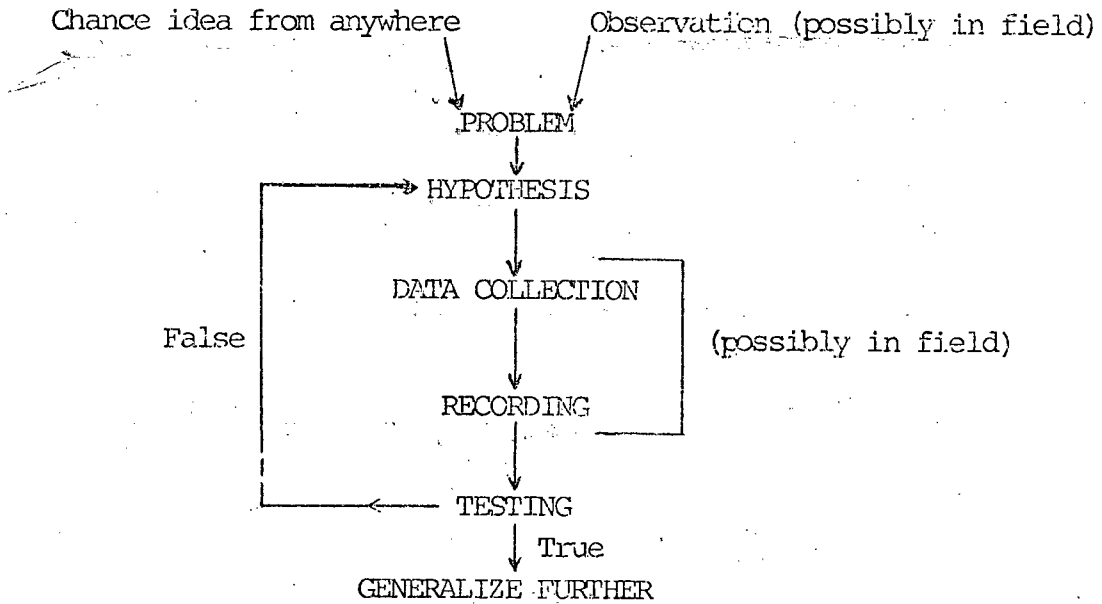 Chance idea from anywhere Observation (possibly in field)
PROBLEM
HYPOTHESIS
DATA COLLECTION
False (possibly in field)
RECORDING
TESTING
True
GENERALIZE FURTHER